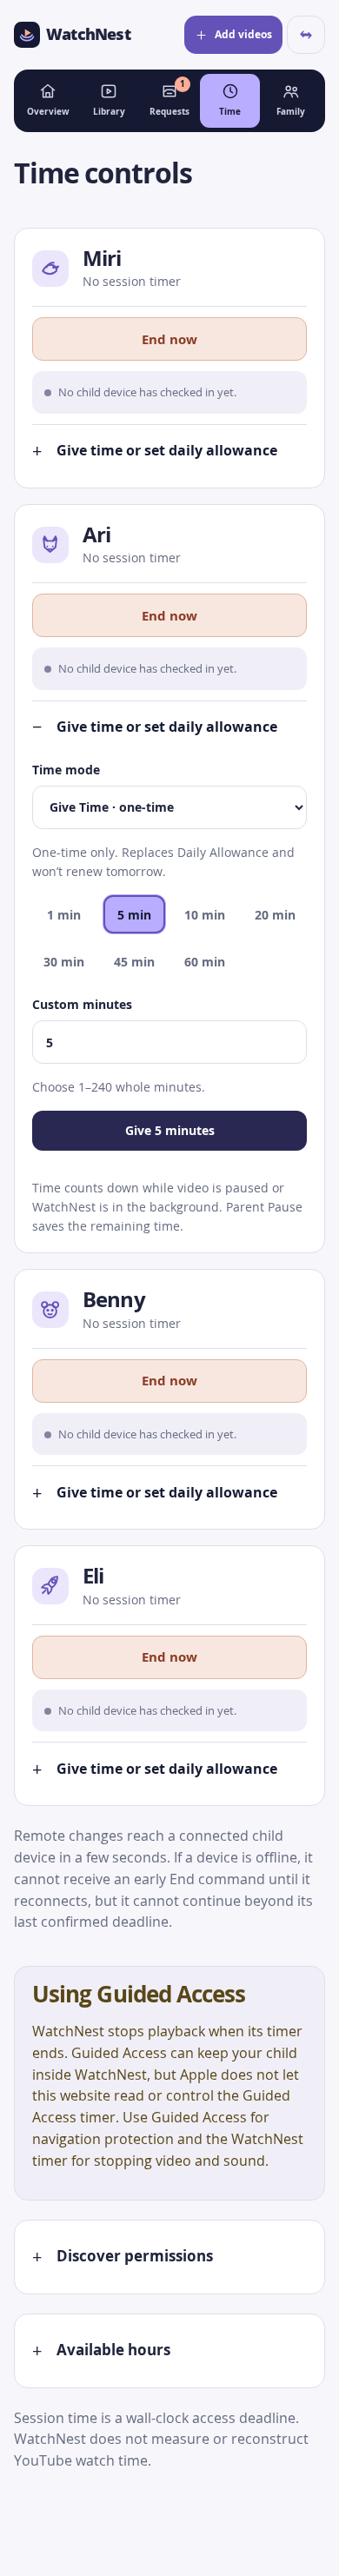 WatchNest
+ Add videos
Overview
Library
Requests
1
Time
Family
Time controls
Miri
No session timer
End now
No child device has checked in yet.
+ Give time or set daily allowance
Ari
No session timer
End now
No child device has checked in yet.
− Give time or set daily allowance
Time mode
Give Time · one-time
One-time only. Replaces Daily Allowance and
won’t renew tomorrow.
1 min 5 min 10 min 20 min
30 min 45 min 60 min
Custom minutes
5
Choose 1–240 whole minutes.
Give 5 minutes
Time counts down while video is paused or
WatchNest is in the background. Parent Pause
saves the remaining time.
Benny
No session timer
End now
No child device has checked in yet.
+ Give time or set daily allowance
Eli
No session timer
End now
No child device has checked in yet.
+ Give time or set daily allowance
Remote changes reach a connected child
device in a few seconds. If a device is offline, it
cannot receive an early End command until it
reconnects, but it cannot continue beyond its
last confirmed deadline.
Using Guided Access
WatchNest stops playback when its timer
ends. Guided Access can keep your child
inside WatchNest, but Apple does not let
this website read or control the Guided
Access timer. Use Guided Access for
navigation protection and the WatchNest
timer for stopping video and sound.
+ Discover permissions
+ Available hours
Session time is a wall-clock access deadline.
WatchNest does not measure or reconstruct
YouTube watch time.